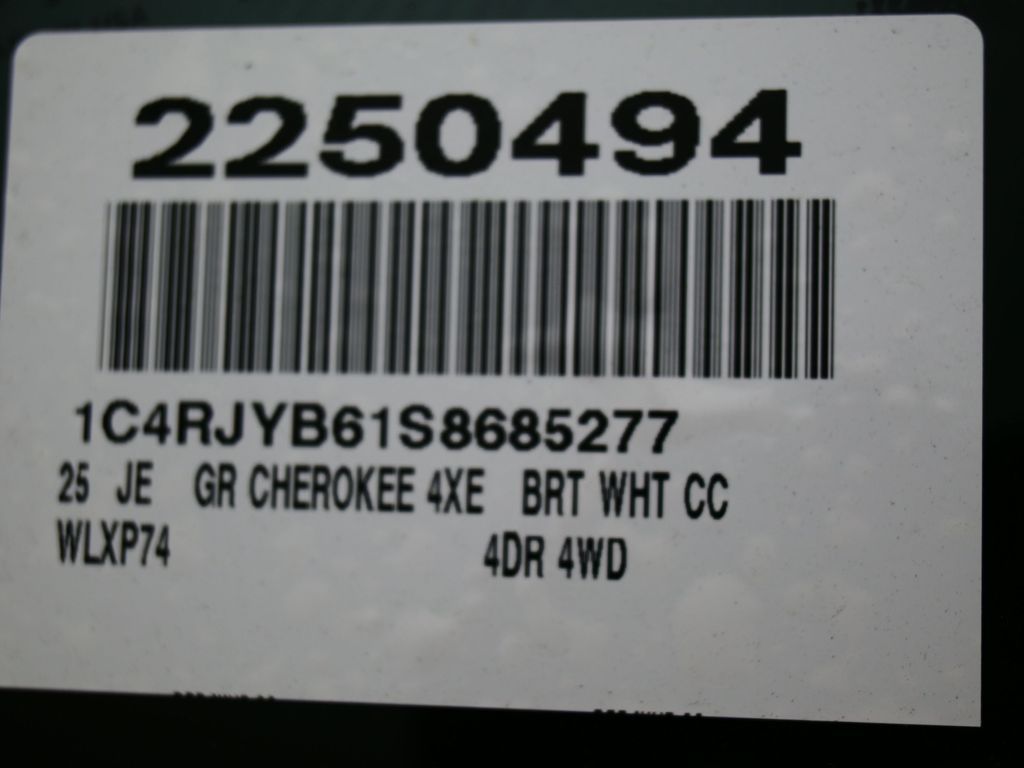 2250494
1C4RJYB61S8685277
25 JE GR CHEROKEE 4XE BRT WHT CC
WLXP74 4DR 4WD